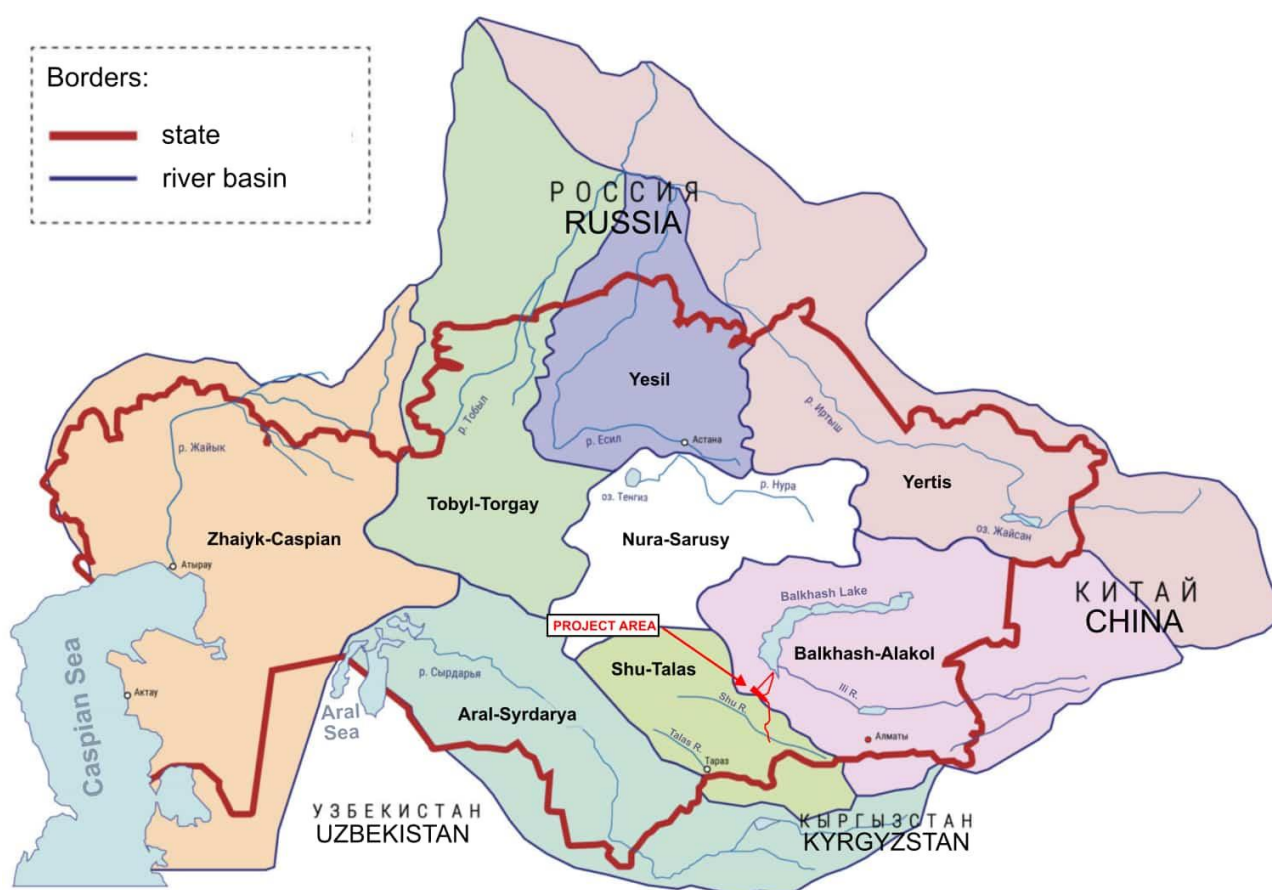 Borders:
state
river basin
РОССИЯ
RUSSIA
Yesil
р. Тобыл
р. Иртыш
р. Жайык
р. Есил
Астана
Yertis
оз. Тенгиз
р. Нура
Tobyl-Torgay
оз. Жайсан
Zhaiyk-Caspian
Nura-Sarusy
Атырау
КИТАЙ
CHINA
Balkhash Lake
PROJECT AREA
Balkhash-Alakol
Shu-Talas
р. Сырдарья
Ili R.
Актау
Caspian Sea
Aral
Sea
Aral-Syrdarya
Shu R.
Talas R.
Алматы
Тараз
УЗБЕКИСТАН
UZBEKISTAN
КЫРГЫЗСТАН
KYRGYZSTAN